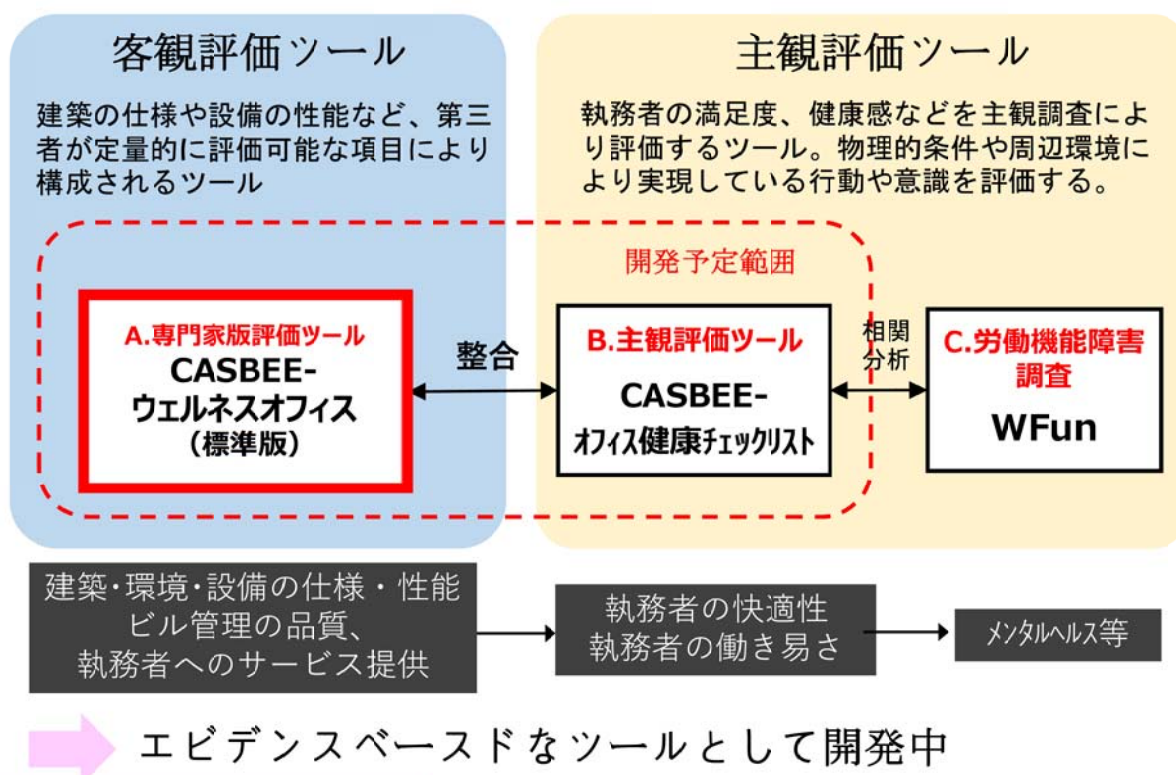 客観評価ツール
建築の仕様や設備の性能など、第三
者が定量的に評価可能な項目により
構成されるツール
主観評価ツール
執務者の満足度、健康感などを主観調査によ
り評価するツール。物理的条件や周辺環境に
より実現している行動や意識を評価する。
開発予定範囲
A.専門家版評価ツール
CASBEE-
ウェルネスオフィス
（標準版）
整合
B.主観評価ツール
CASBEE-
オフィス健康チェックリスト
相関
分析
C.労働機能障害
調査
WFun
建築・環境・設備の仕様・性能
ビル管理の品質、
執務者へのサービス提供
執務者の快適性
執務者の働き易さ
メンタルヘルス等
エビデンスベースドなツールとして開発中